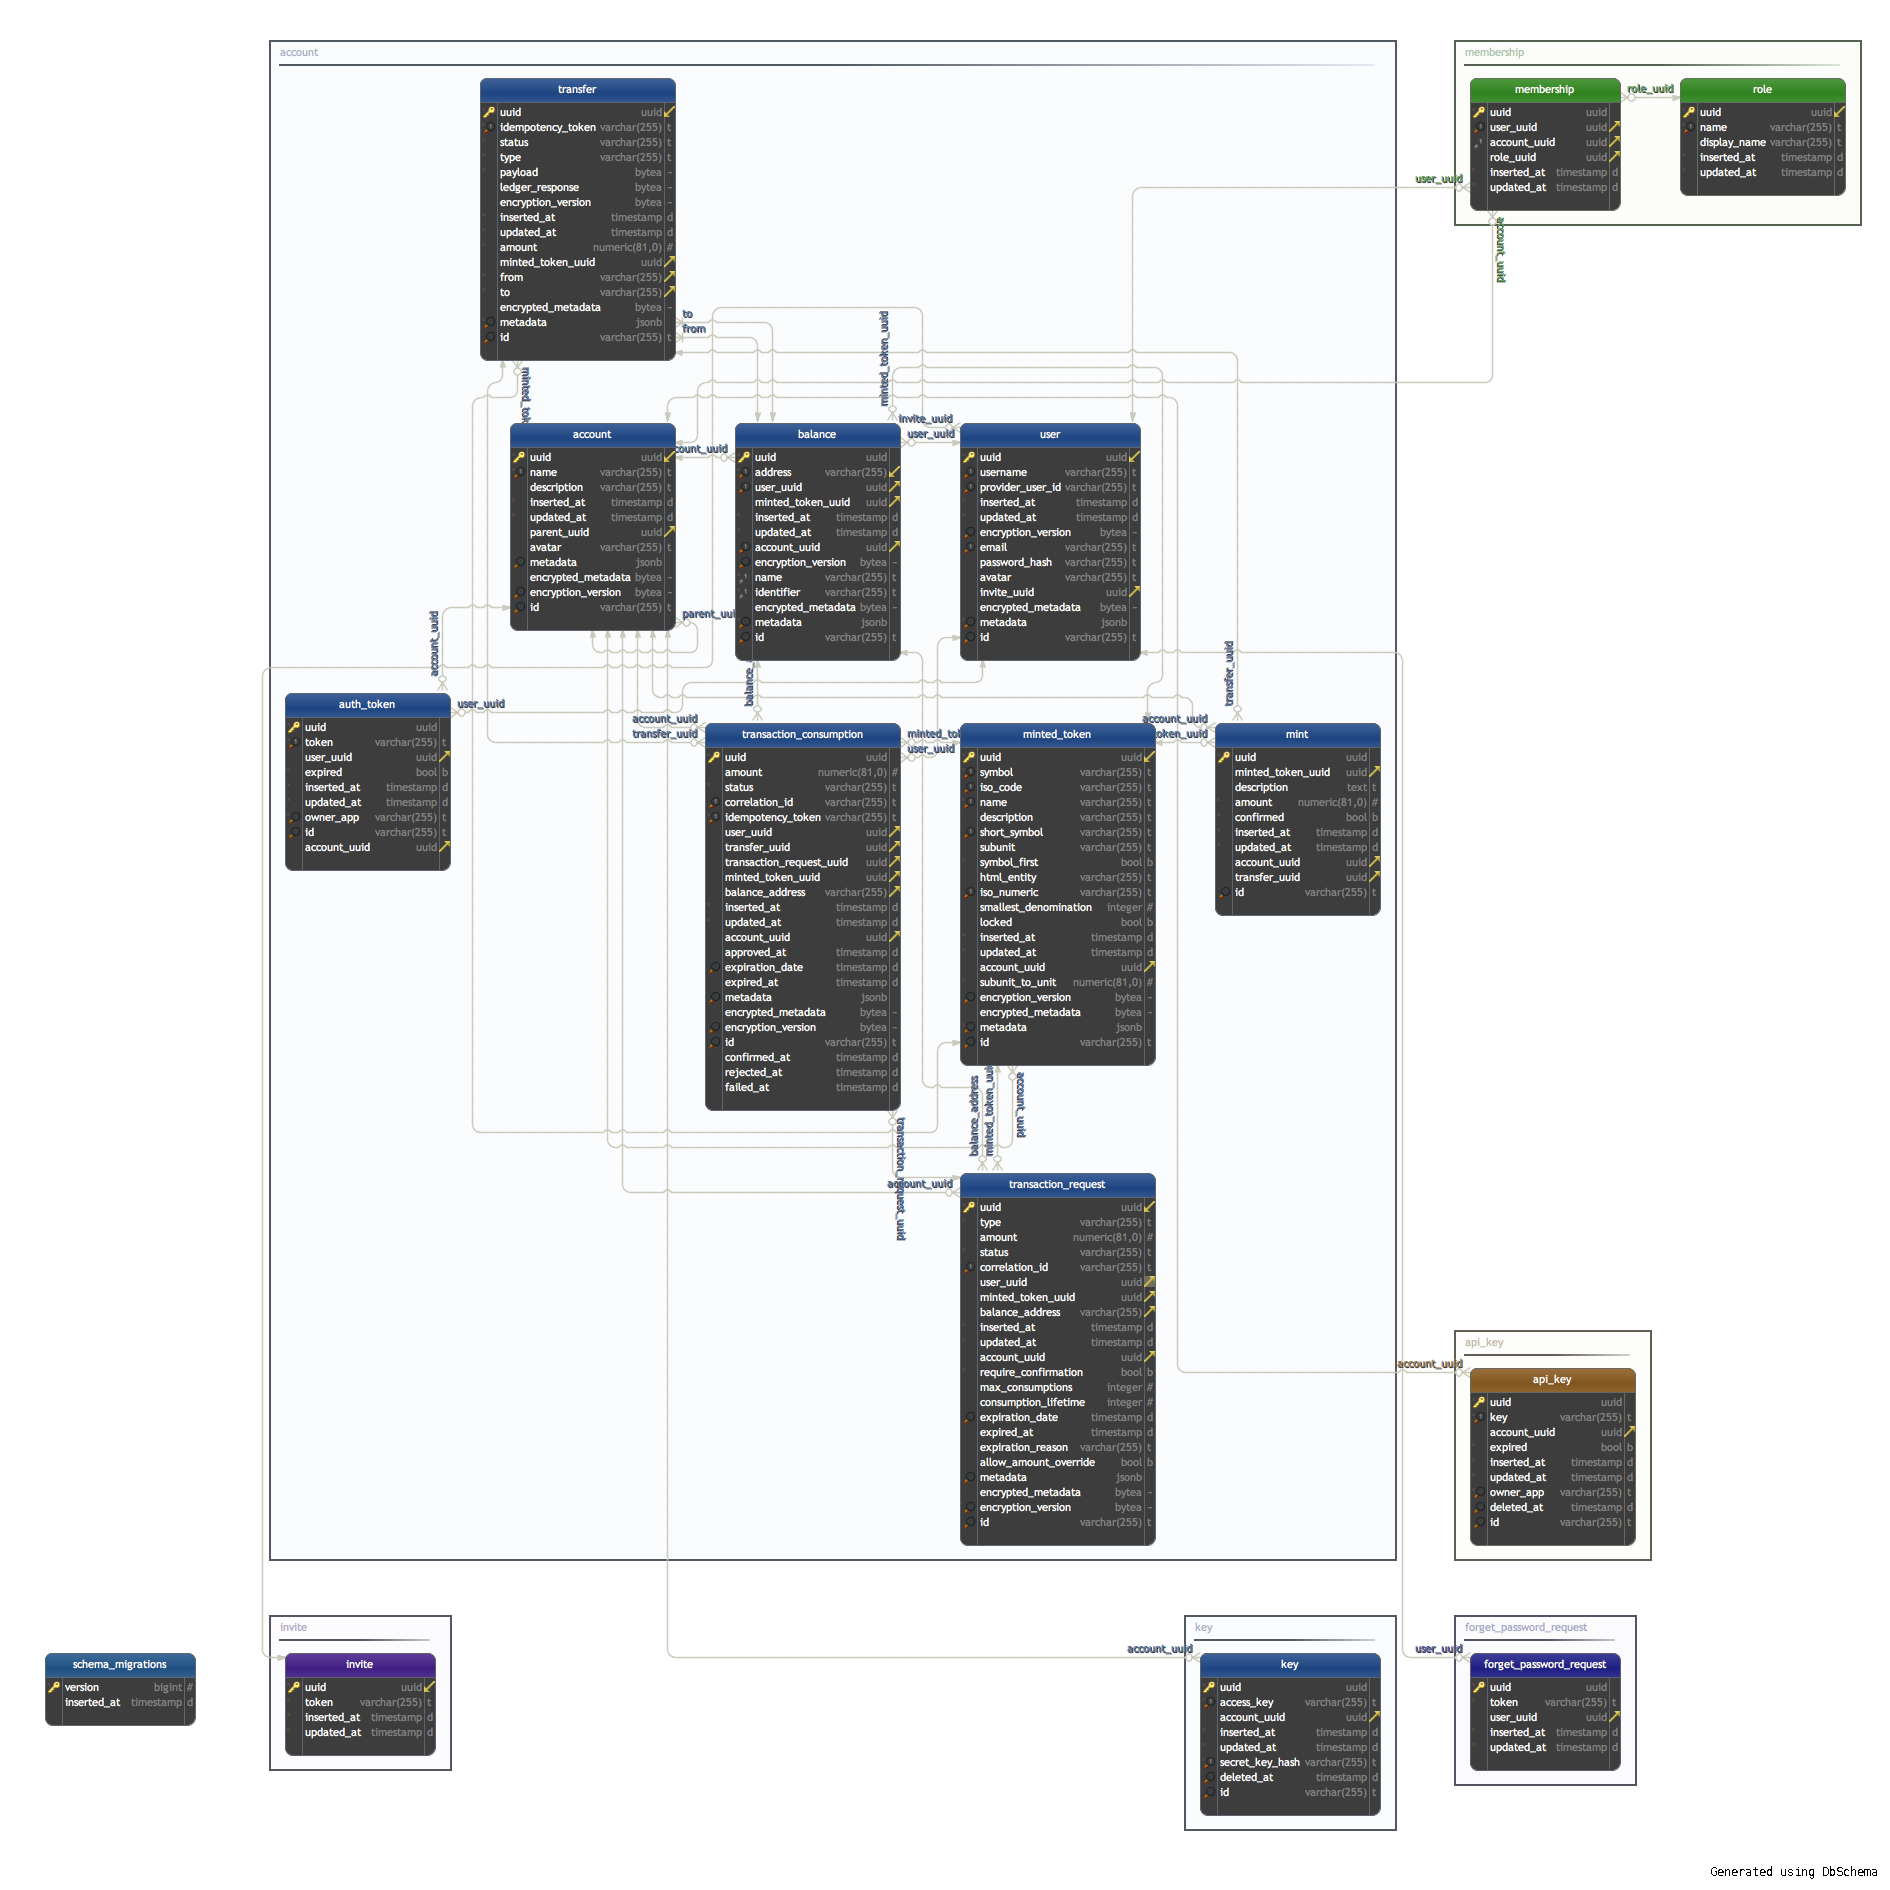 account
transfer
uuid uuid
idempotency_token varchar(255) t
status varchar(255) t
type varchar(255) t
payload bytea -
ledger_response bytea -
encryption_version bytea -
inserted_at timestamp d
updated_at timestamp d
amount numeric(81,0) #
minted_token_uuid uuid
from varchar(255)
to varchar(255)
encrypted_metadata bytea -
metadata jsonb
id varchar(255) t
to
from
minted_tok
minted_token_uuid
membership
membership
uuid uuid
user_uuid uuid
account_uuid uuid
role_uuid uuid
inserted_at timestamp d
updated_at timestamp d
role_uuid
role
uuid uuid
name varchar(255) t
display_name varchar(255) t
inserted_at timestamp d
updated_at timestamp d
user_uuid
account_uuid
account
uuid uuid
name varchar(255) t
description varchar(255) t
inserted_at timestamp d
updated_at timestamp d
parent_uuid uuid
avatar varchar(255) t
metadata jsonb
encrypted_metadata bytea -
encryption_version bytea -
id varchar(255) t
count_uuid
parent_uui
balance
uuid uuid
address varchar(255)
user_uuid uuid
minted_token_uuid uuid
inserted_at timestamp d
updated_at timestamp d
account_uuid uuid
encryption_version bytea -
name varchar(255) t
identifier varchar(255) t
encrypted_metadata bytea -
metadata jsonb
id varchar(255) t
invite_uuid
user_uuid
user
uuid uuid
username varchar(255) t
provider_user_id varchar(255) t
inserted_at timestamp d
updated_at timestamp d
encryption_version bytea -
email varchar(255) t
password_hash varchar(255) t
avatar varchar(255) t
invite_uuid uuid
encrypted_metadata bytea -
metadata jsonb
id varchar(255) t
account_uuid
balance_
transfer_uuid
auth_token
uuid uuid
token varchar(255) t
user_uuid uuid
expired bool b
inserted_at timestamp d
updated_at timestamp d
owner_app varchar(255) t
id varchar(255) t
account_uuid uuid
user_uuid
account_uuid
transfer_uuid
transaction_consumption
uuid uuid
amount numeric(81,0) #
status varchar(255) t
correlation_id varchar(255) t
idempotency_token varchar(255) t
user_uuid uuid
transfer_uuid uuid
transaction_request_uuid uuid
minted_token_uuid uuid
balance_address varchar(255)
inserted_at timestamp d
updated_at timestamp d
account_uuid uuid
approved_at timestamp d
expiration_date timestamp d
expired_at timestamp d
metadata jsonb
encrypted_metadata bytea -
encryption_version bytea -
id varchar(255) t
confirmed_at timestamp d
rejected_at timestamp d
failed_at timestamp d
minted_tol
user_uuid
minted_token
uuid uuid
symbol varchar(255) t
iso_code varchar(255) t
name varchar(255) t
description varchar(255) t
short_symbol varchar(255) t
subunit varchar(255) t
symbol_first bool b
html_entity varchar(255) t
iso_numeric varchar(255) t
smallest_denomination integer #
locked bool b
inserted_at timestamp d
updated_at timestamp d
account_uuid uuid
subunit_to_unit numeric(81,0) #
encryption_version bytea -
encrypted_metadata bytea -
metadata jsonb
id varchar(255) t
account_uuid
token_uuid
mint
uuid uuid
minted_token_uuid uuid
description text t
amount numeric(81,0) #
confirmed bool b
inserted_at timestamp d
updated_at timestamp d
account_uuid uuid
transfer_uuid uuid
id varchar(255) t
balance_address
minted_token_uui
account_uuid
transaction_request_uuid
account_uuid
transaction_request
uuid uuid
type varchar(255) t
amount numeric(81,0) #
status varchar(255) t
correlation_id varchar(255) t
user_uuid uuid
minted_token_uuid uuid
balance_address varchar(255)
inserted_at timestamp d
updated_at timestamp d
account_uuid uuid
require_confirmation bool b
max_consumptions integer #
consumption_lifetime integer #
expiration_date timestamp d
expired_at timestamp d
expiration_reason varchar(255) t
allow_amount_override bool b
metadata jsonb
encrypted_metadata bytea -
encryption_version bytea -
id varchar(255) t
api_key
account_uuid
api_key
uuid uuid
key varchar(255) t
account_uuid uuid
expired bool b
inserted_at timestamp d
updated_at timestamp d
owner_app varchar(255) t
deleted_at timestamp d
id varchar(255) t
schema_migrations
version bigint #
inserted_at timestamp d
invite
invite
uuid uuid
token varchar(255) t
inserted_at timestamp d
updated_at timestamp d
key
account_uuid
key
uuid uuid
access_key varchar(255) t
account_uuid uuid
inserted_at timestamp d
updated_at timestamp d
secret_key_hash varchar(255) t
deleted_at timestamp d
id varchar(255) t
forget_password_request
user_uuid
forget_password_request
uuid uuid
token varchar(255) t
user_uuid uuid
inserted_at timestamp d
updated_at timestamp d
Generated using DbSchema